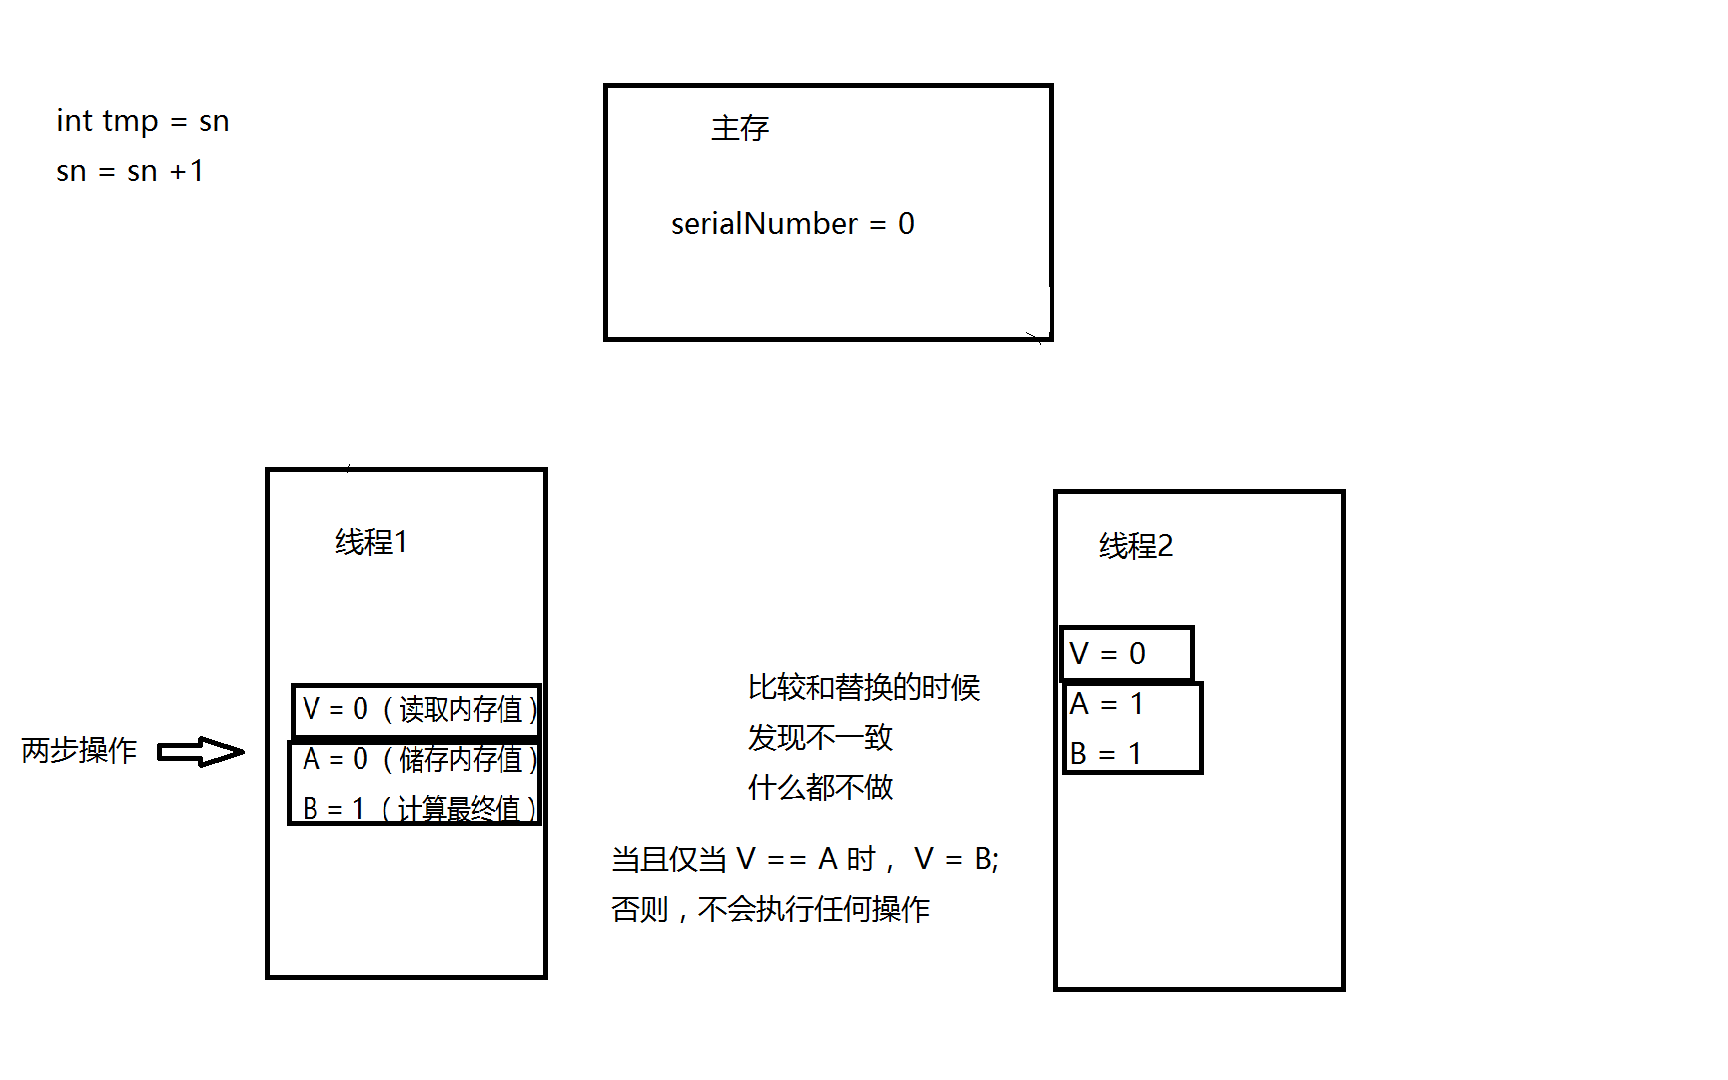 int tmp = sn
sn = sn +1
主存
serialNumber = 0
线程1
V = 0（读取内存值）
两步操作
A = 0（储存内存值）
B = 1（计算最终值）
比较和替换的时候
发现不一致
什么都不做
当且仅当 V == A 时， V = B;
否则，不会执行任何操作
线程2
V = 0
A = 1
B = 1